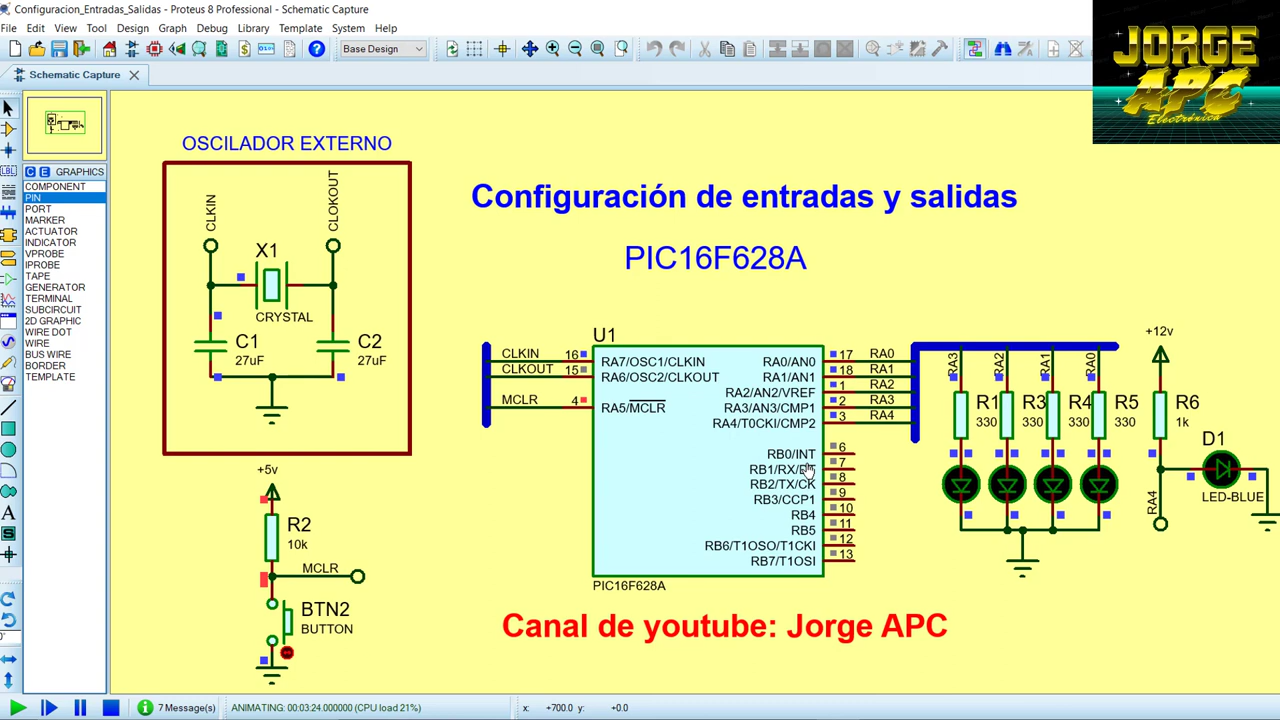 Configuracion_Entradas_Salidas - Proteus 8 Professional - Schematic Capture
File Edit View Tool Design Graph Debug Library Template System Help
Base Design
Schematic Capture
JORGE
APC
Electrónica
C E GRAPHICS
COMPONENT
PIN
PORT
MARKER
ACTUATOR
INDICATOR
VPROBE
IPROBE
TAPE
GENERATOR
TERMINAL
SUBCIRCUIT
2D GRAPHIC
WIRE DOT
WIRE
BUS WIRE
BORDER
TEMPLATE
OSCILADOR EXTERNO
CLKIN
CLOKOUT
X1
CRYSTAL
C1
27uF
C2
27uF
+5v
R2
10k
MCLR
BTN2
BUTTON
Configuración de entradas y salidas
PIC16F628A
U1
CLKIN 16 RA7/OSC1/CLKIN RA0/AN0 17 RA0
CLKOUT 15 RA6/OSC2/CLKOUT RA1/AN1 18 RA1
RA2/AN2/VREF 1 RA2
MCLR 4 RA5/MCLR RA3/AN3/CMP1 2 RA3
RA4/T0CKI/CMP2 3 RA4
RB0/INT 6
7
RB2/TX/CK 8
RB3/CCP1 9
RB4 10
RB5 11
RB6/T1OSO/T1CKI 12
RB7/T1OSI 13
PIC16F628A
RA3 RA2 RA1 RA0
R1 R3 R4 R5
330 330 330 330
+12v
R6
1k
D1
LED-BLUE
RA4
Canal de youtube: Jorge APC
7 Message(s) ANIMATING: 00:03:24.000000 (CPU load 21%) x: +700.0 y: +0.0